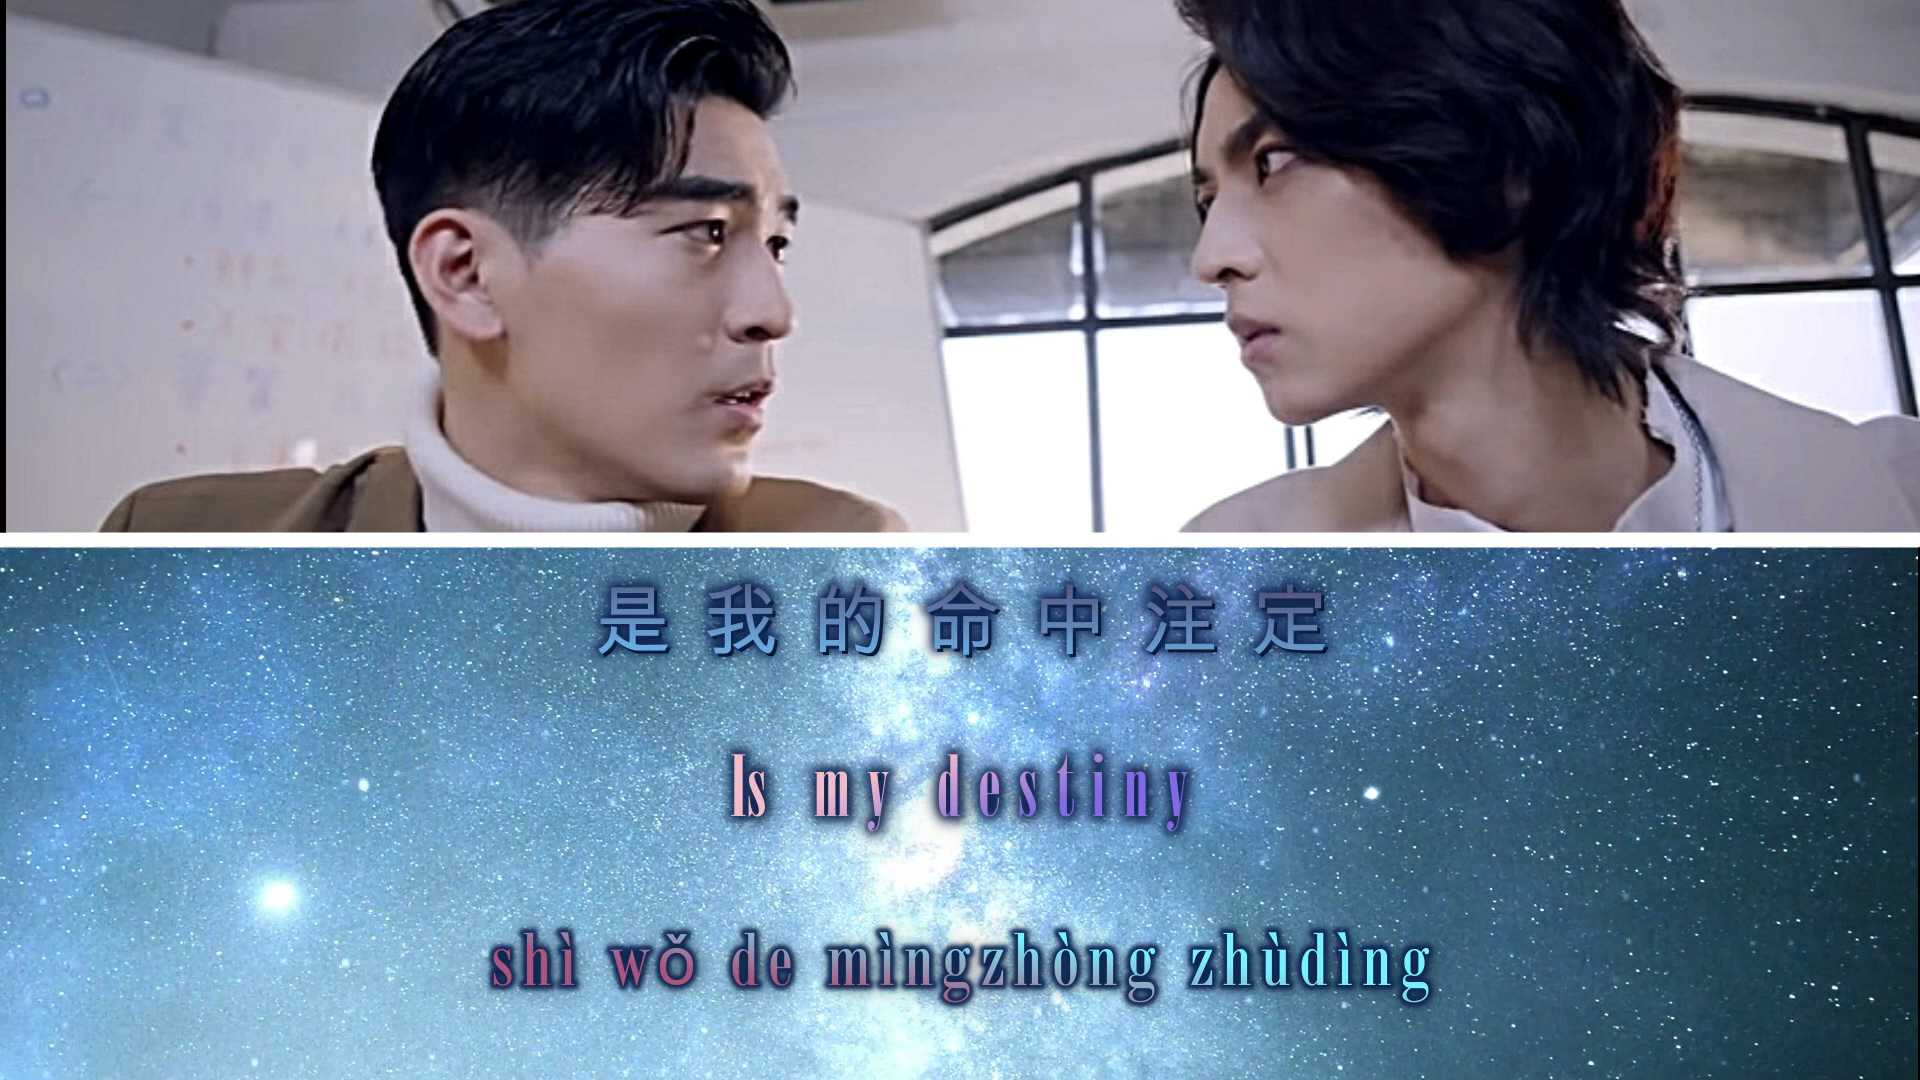 是我的命中注定
Is my destiny
shì wǒ de mìngzhòng zhùdìng